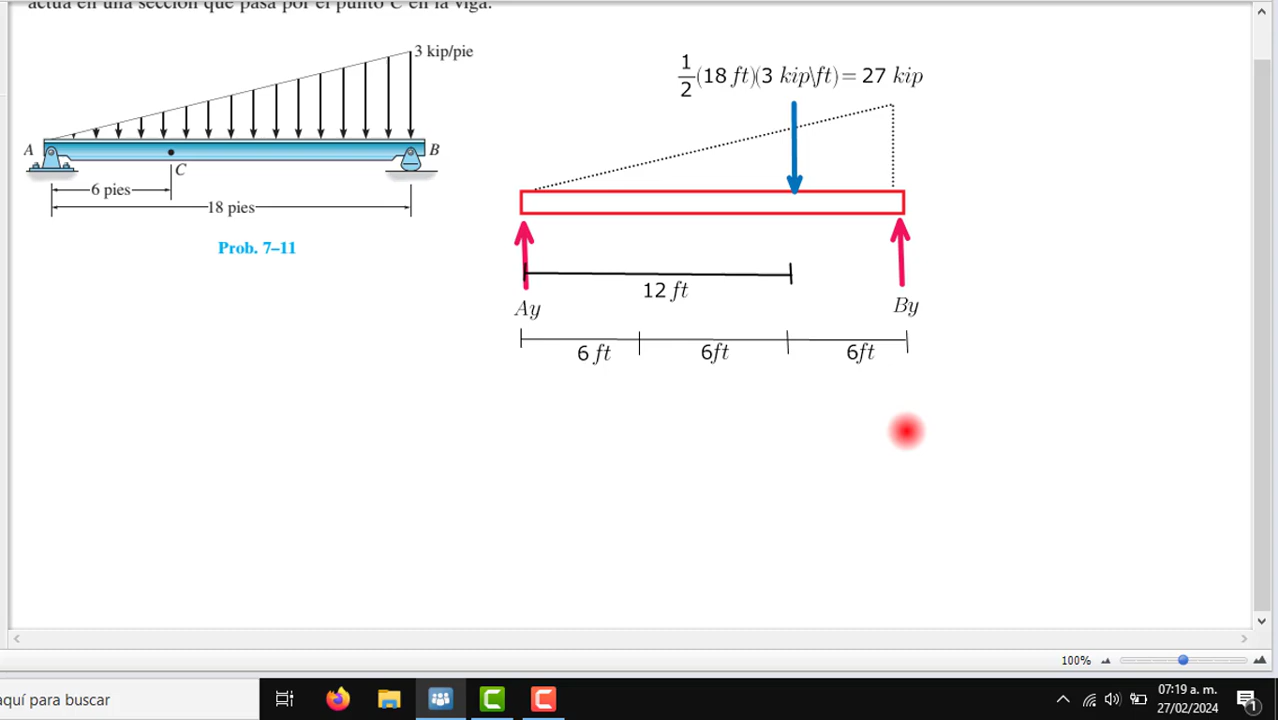 actúa en una sección que pasa por el punto C en la viga.
3 kip/pie
A
B
C
6 pies
18 pies
Prob. 7–11
1/2(18 ft)(3 kip\ft) = 27 kip
12 ft
Ay
By
6 ft
6ft
6ft
100%
aquí para buscar
07:19 a. m.
27/02/2024
1